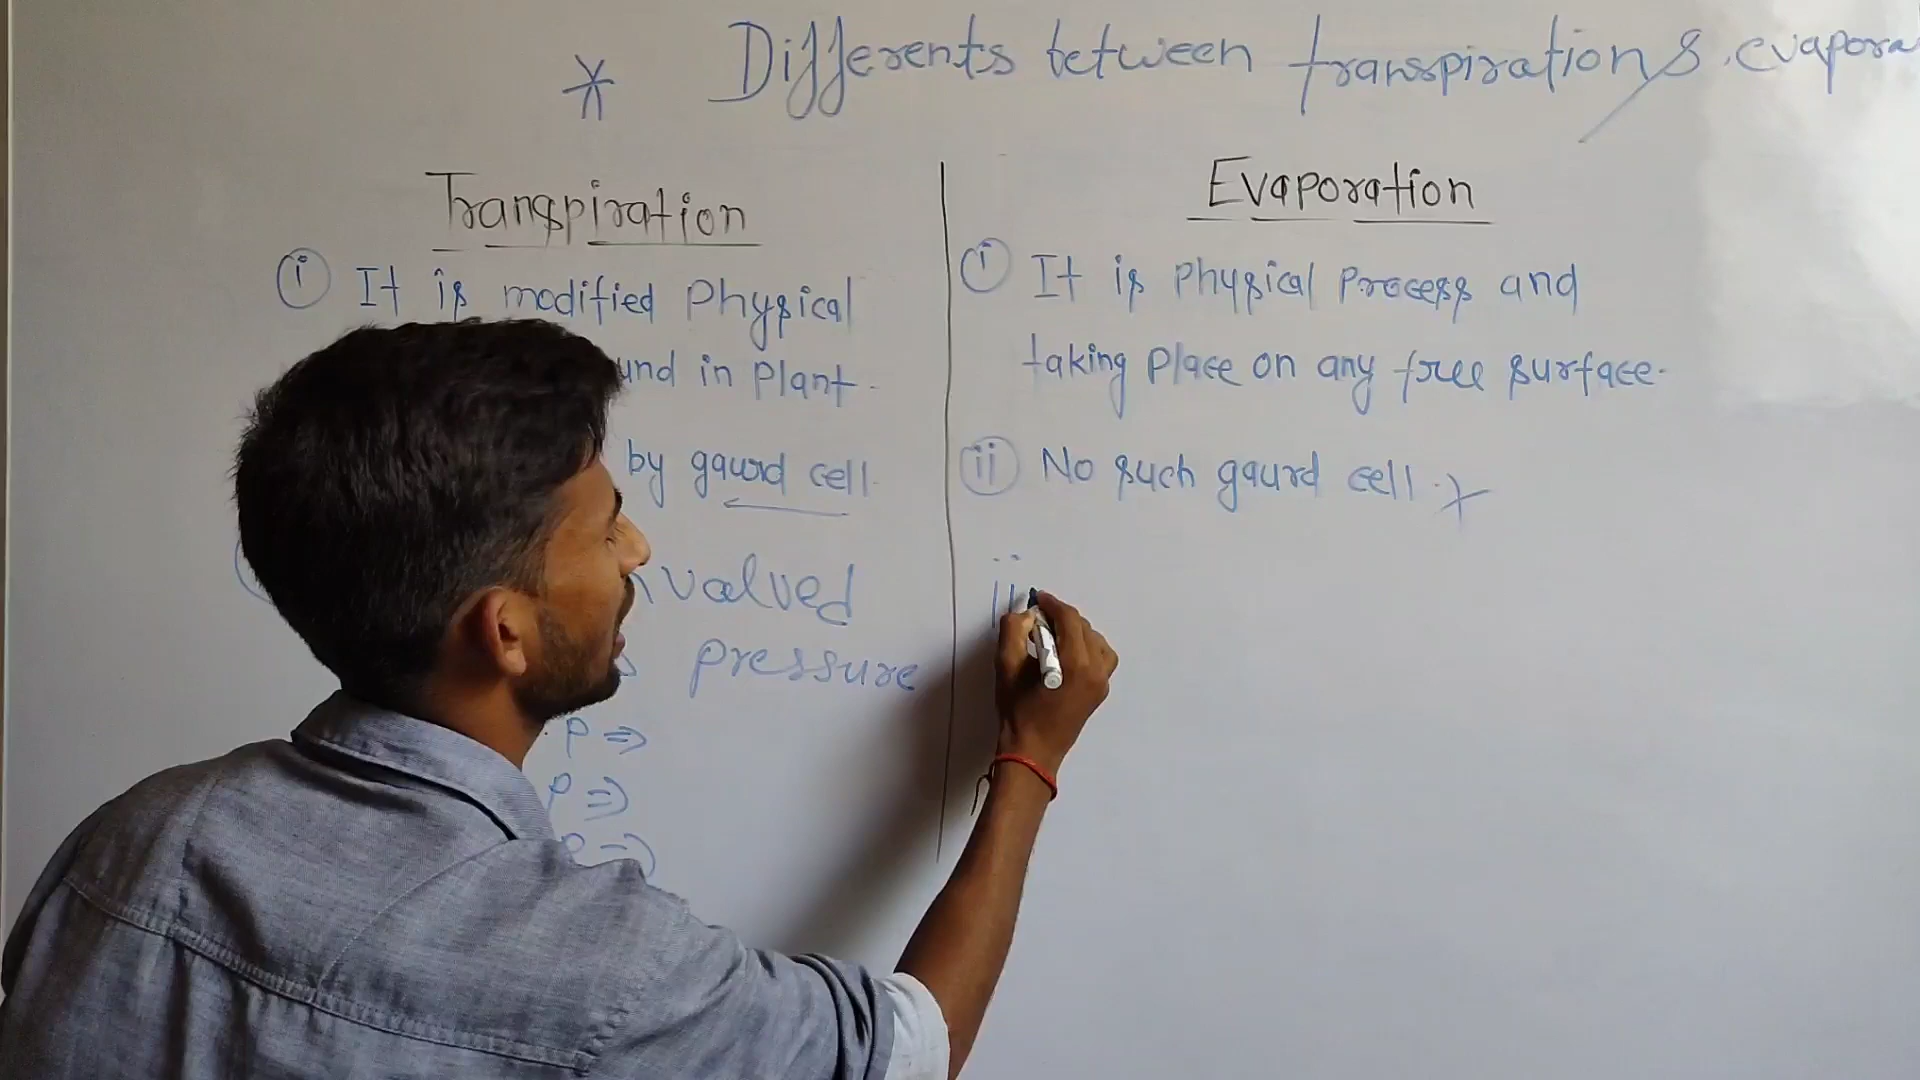 * Differents between transpiration & evapora
Transpiration
i It is modified Physical
und in Plant.
by gaurd cell.
nvolved
pressure
P ⇒
P ⇒
P ⇒
Evaporation
i It is Physical Process and
taking Place on any free surface.
ii No such gaurd cell. x
ii